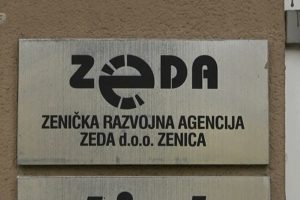 ZEDA
ZENIČKA RAZVOJNA AGENCIJA
ZEDA d.o.o. ZENICA